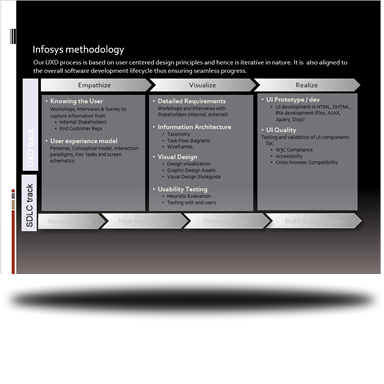 Infosys methodology
Our UXD process is based on user centered design principles and hence is iterative in nature. It is also aligned to
the overall software development lifecycle thus ensuring seamless progress.
Empathize
Visualize
Realize
• Knowing the User
Workshops, Interviews & Survey to
capture information from
• Internal Stakeholders
• End Customer Reps
• User experience model
Personas, Conceptual model, interaction
paradigms, Key tasks and screen
schematics
• Detailed Requirements
Workshops and Interviews with
Stakeholders (internal, external)
• Information Architecture
• Taxonomy
• Task Flow diagrams
• Wireframes
• Visual Design
• Design visualization
• Graphic Design Assets
• Visual Design Styleguide
• Usability Testing
• Heuristic Evaluation
• Testing with end users
• UI Prototype / dev
• UI development in HTML, DHTML,
RIA development (Flex, AJAX,
Jquery, Dojo)
• UI Quality
Testing and validation of UI components
for,
• W3C Compliance
• Accessibility
• Cross-browser Compatibility
SDLC track